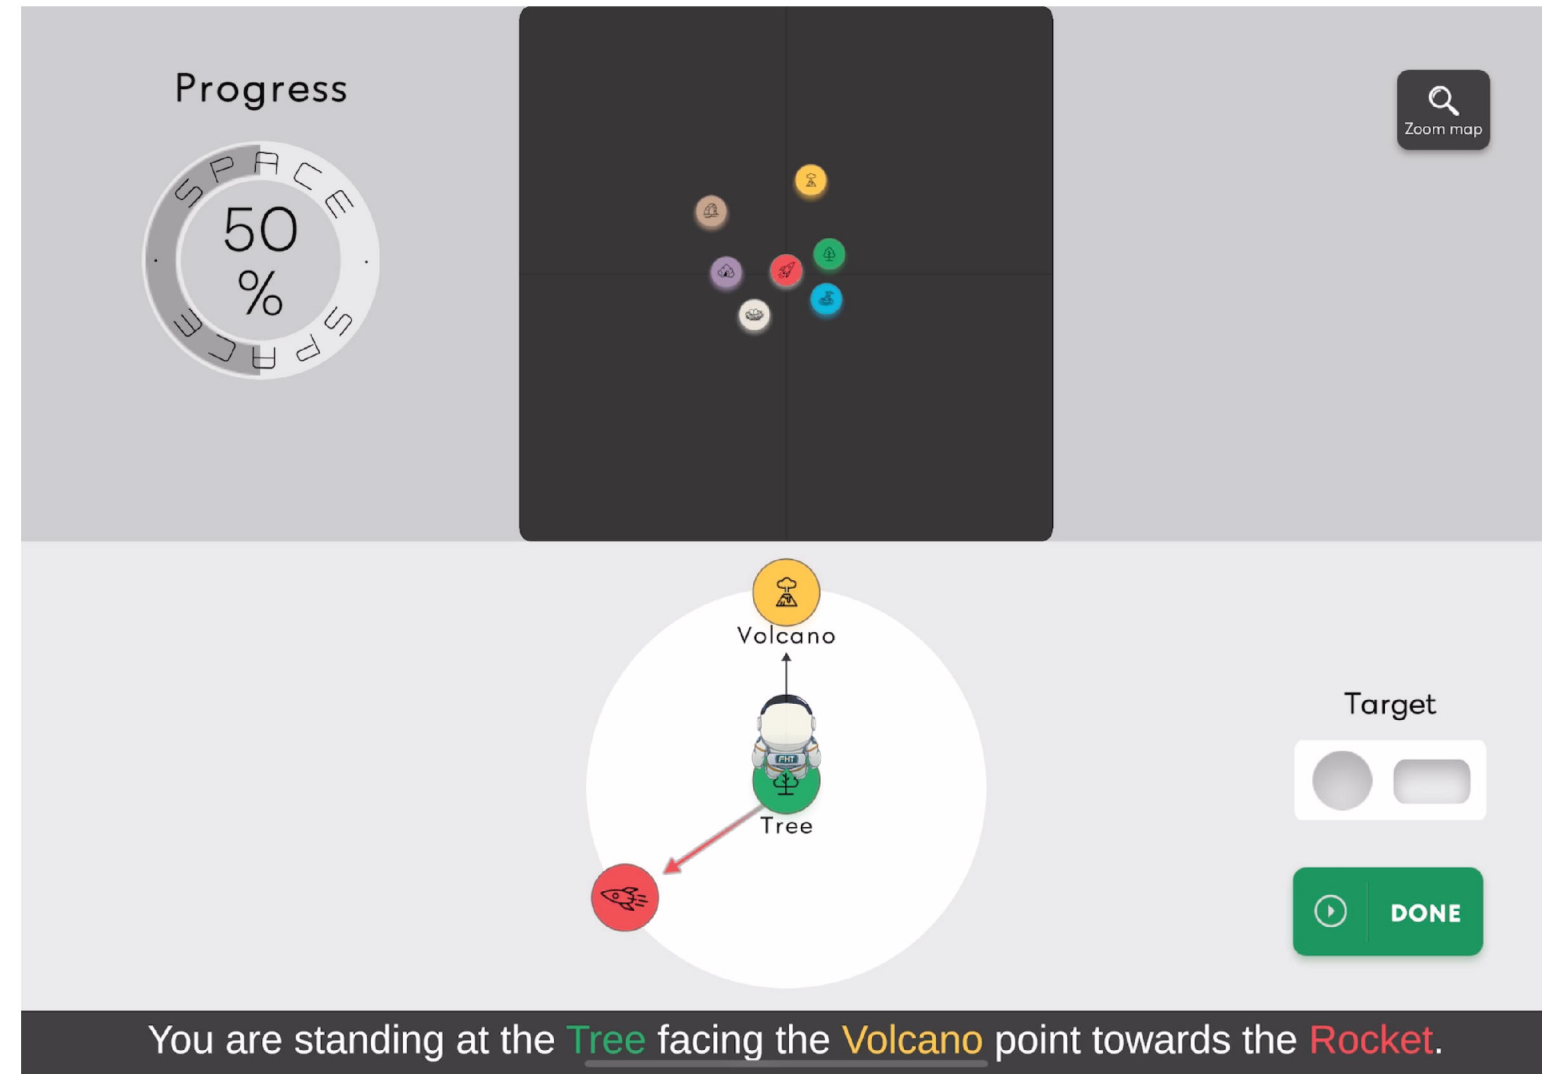 Progress
SPACE
50
%
SPACE
Zoom map
Volcano
FHT
Tree
Target
DONE
You are standing at the Tree facing the Volcano point towards the Rocket.